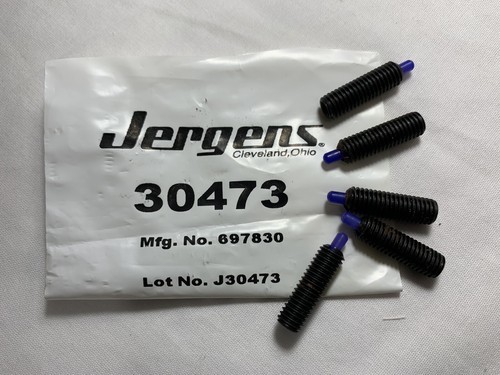 Jergens®
Cleveland,Ohio
30473
Mfg. No. 697830
Lot No. J30473